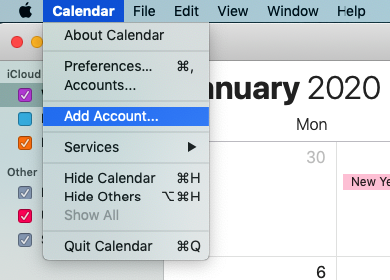 Calendar File Edit View Window Help
About Calendar
Preferences... ⌘,
Accounts...
Add Account...
Services
Hide Calendar ⌘H
Hide Others ⌥⌘H
Show All
Quit Calendar ⌘Q
iCloud
Other
nuary 2020
Mon
30
New Ye
6